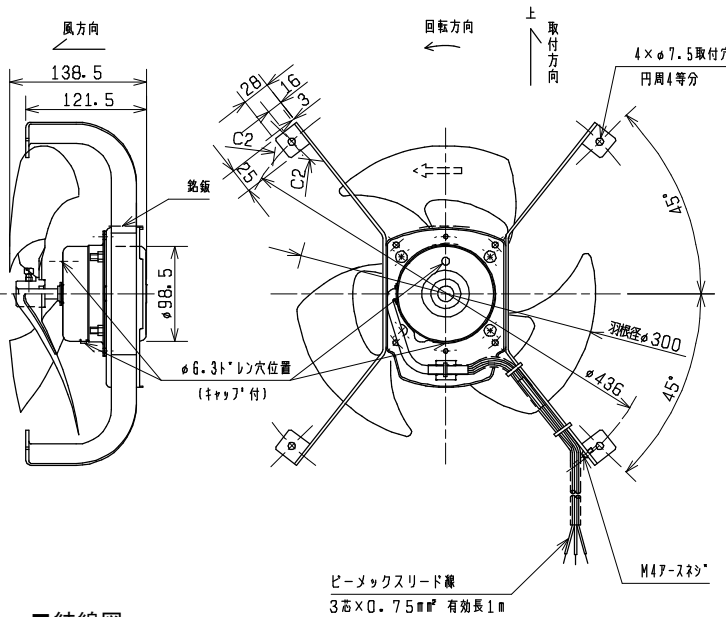 風方向
138.5
121.5
銘鈑
φ98.5
φ6.3ドレン穴位置
(キャップ付)
回転方向
上
取付方向
4×φ7.5取付穴
円周4等分
28
16
3
C2
25
C2
45°
羽根径φ300
φ436
45°
M4アースネジ
ビーメックスリード線
3芯×0.75mm² 有効長1m